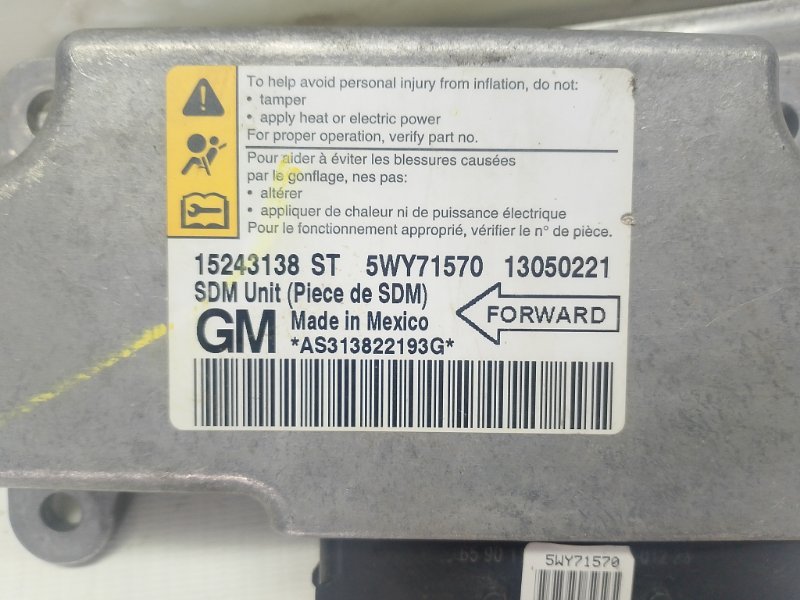 To help avoid personal injury from inflation, do not:
• tamper
• apply heat or electric power
For proper operation, verify part no.
Pour aider à éviter les blessures causées
par le gonflage, nes pas:
• altérer
• appliquer de chaleur ni de puissance électrique
Pour le fonctionnement approprié, vérifier le n° de pièce.
15243138 ST 5WY71570 13050221
SDM Unit (Piece de SDM)
GM Made in Mexico
FORWARD
*AS313822193G*
5WY71570